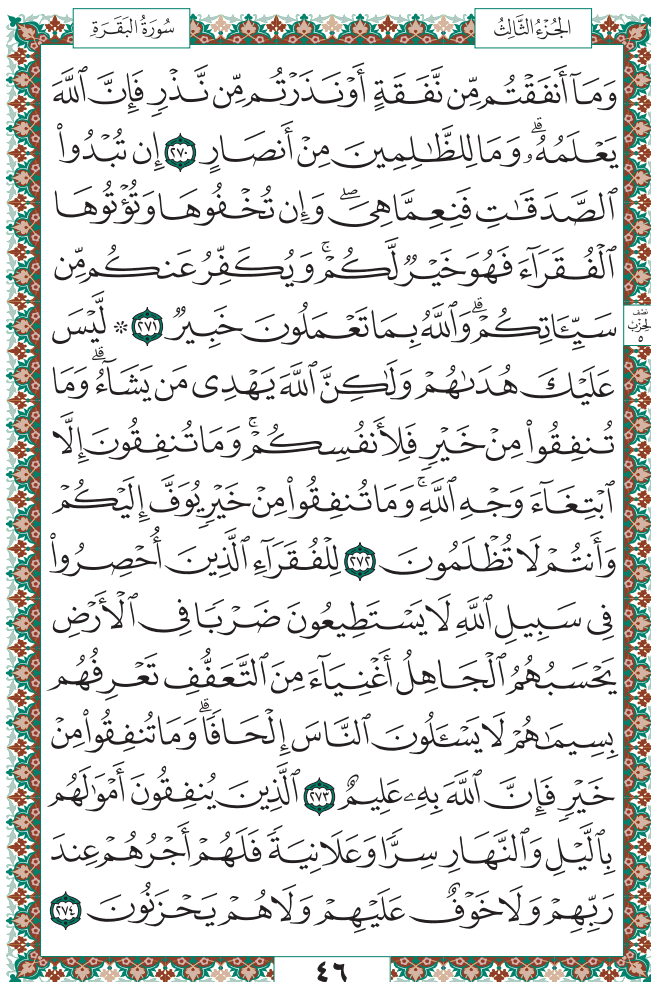 الجُزْءُ الثَّالِثُ
سُورَةُ البَقَرَةِ
وَمَآ أَنفَقۡتُم مِّن نَّفَقَةٍ أَوۡ نَذَرۡتُم مِّن نَّذۡرٖ فَإِنَّ ٱللَّهَ
يَعۡلَمُهُۥۗ وَمَا لِلظَّٰلِمِينَ مِنۡ أَنصَارٍ ٢٧٠ إِن تُبۡدُواْ
ٱلصَّدَقَٰتِ فَنِعِمَّا هِيَۖ وَإِن تُخۡفُوهَا وَتُؤۡتُوهَا
ٱلۡفُقَرَآءَ فَهُوَ خَيۡرٞ لَّكُمۡۚ وَيُكَفِّرُ عَنكُم مِّن
سَيِّـَٔاتِكُمۡۗ وَٱللَّهُ بِمَا تَعۡمَلُونَ خَبِيرٞ ٢٧١ ۞ لَّيۡسَ
نصف
الحزب
٥
عَلَيۡكَ هُدَىٰهُمۡ وَلَٰكِنَّ ٱللَّهَ يَهۡدِي مَن يَشَآءُۗ وَمَا
تُنفِقُواْ مِنۡ خَيۡرٖ فَلِأَنفُسِكُمۡۚ وَمَا تُنفِقُونَ إِلَّا
ٱبۡتِغَآءَ وَجۡهِ ٱللَّهِۚ وَمَا تُنفِقُواْ مِنۡ خَيۡرٖ يُوَفَّ إِلَيۡكُمۡ
وَأَنتُمۡ لَا تُظۡلَمُونَ ٢٧٢ لِلۡفُقَرَآءِ ٱلَّذِينَ أُحۡصِرُواْ
فِي سَبِيلِ ٱللَّهِ لَا يَسۡتَطِيعُونَ ضَرۡبٗا فِي ٱلۡأَرۡضِ
يَحۡسَبُهُمُ ٱلۡجَاهِلُ أَغۡنِيَآءَ مِنَ ٱلتَّعَفُّفِ تَعۡرِفُهُم
بِسِيمَٰهُمۡ لَا يَسۡـَٔلُونَ ٱلنَّاسَ إِلۡحَافٗاۗ وَمَا تُنفِقُواْ مِنۡ
خَيۡرٖ فَإِنَّ ٱللَّهَ بِهِۦ عَلِيمٌ ٢٧٣ ٱلَّذِينَ يُنفِقُونَ أَمۡوَٰلَهُم
بِٱلَّيۡلِ وَٱلنَّهَارِ سِرّٗا وَعَلَانِيَةٗ فَلَهُمۡ أَجۡرُهُمۡ عِندَ
رَبِّهِمۡ وَلَا خَوۡفٌ عَلَيۡهِمۡ وَلَا هُمۡ يَحۡزَنُونَ ٢٧٤
٤٦